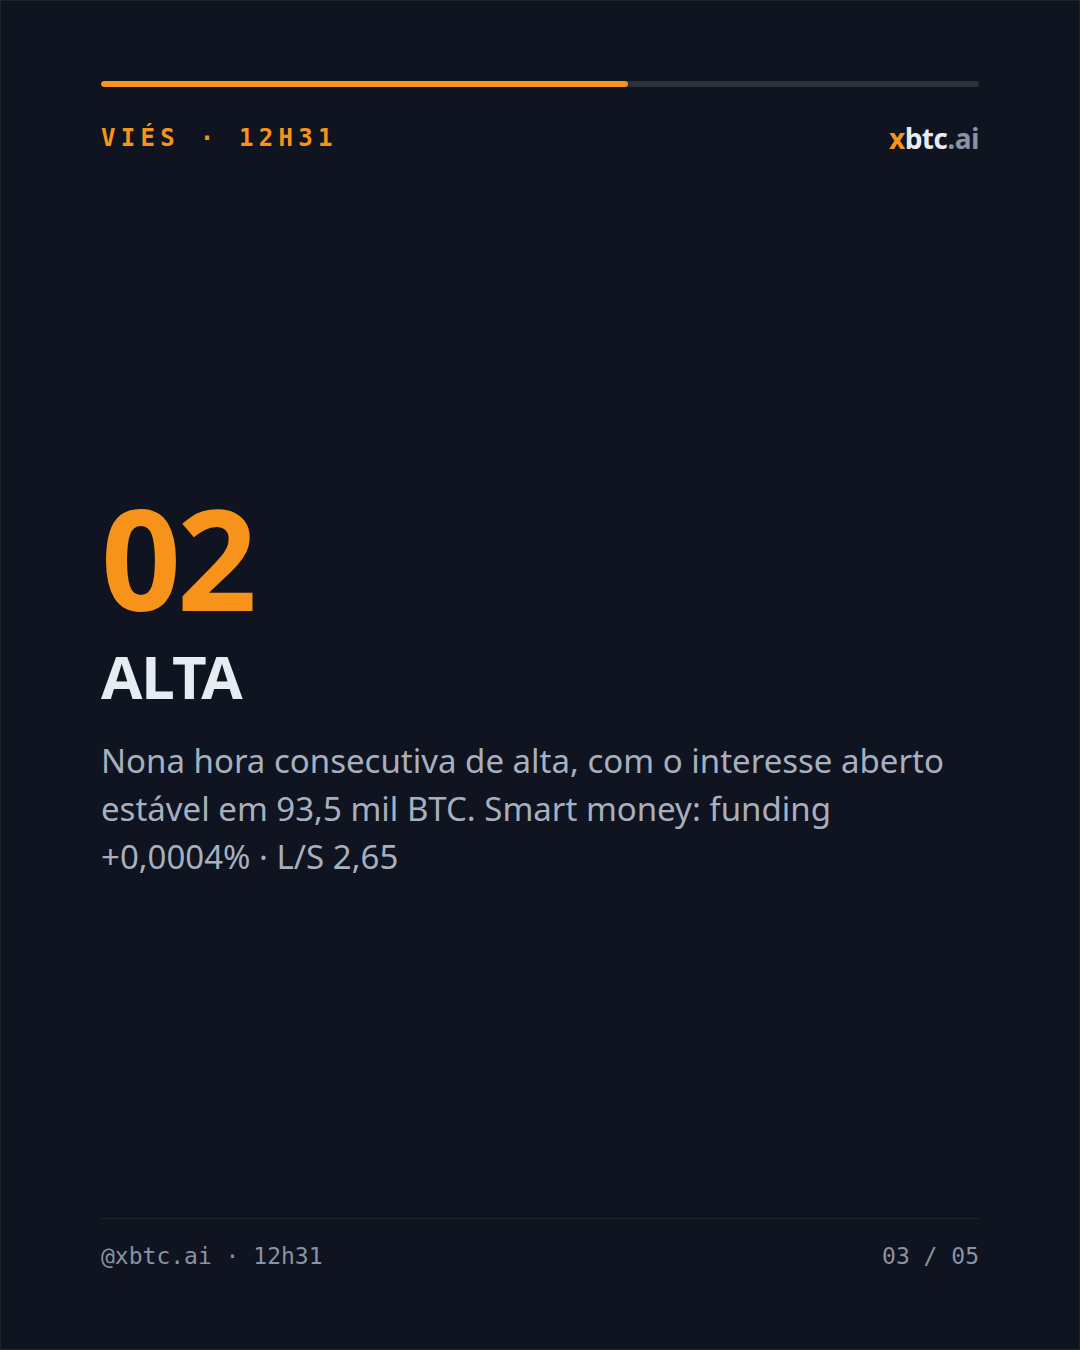 VIÉS · 12H31
xbtc.ai
02
ALTA
Nona hora consecutiva de alta, com o interesse aberto
estável em 93,5 mil BTC. Smart money: funding
+0,0004% · L/S 2,65
@xbtc.ai · 12h31
03 / 05